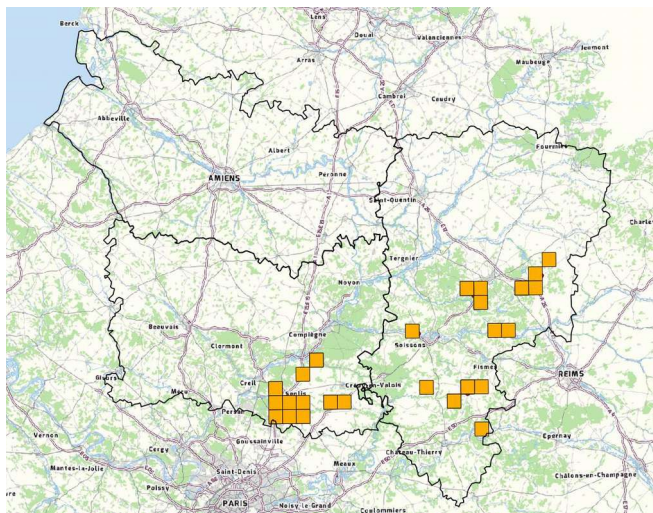 Berck
Lens
Douai
Valenciennes
Jeumont
Maubeuge
Arras
Cambrai
Caudry
Abbeville
Albert
Fourmies
AMIENS
Peronne
Saint-Quentin
Tergnier
Noyon
Beauvais
Compiègne
Clermont
Soissons
Creil
Fismes
REIMS
Gisors
Meru
Senlis
Crepy-en-Valois
Persan
Goussainville
Vernon
Cergy
Epernay
Mantes-la-Jolie
Saint-Denis
Meaux
Château-Thierry
Poissy
Châlons-en-Champagne
PARIS
Noisy-le-Grand
Coulommiers